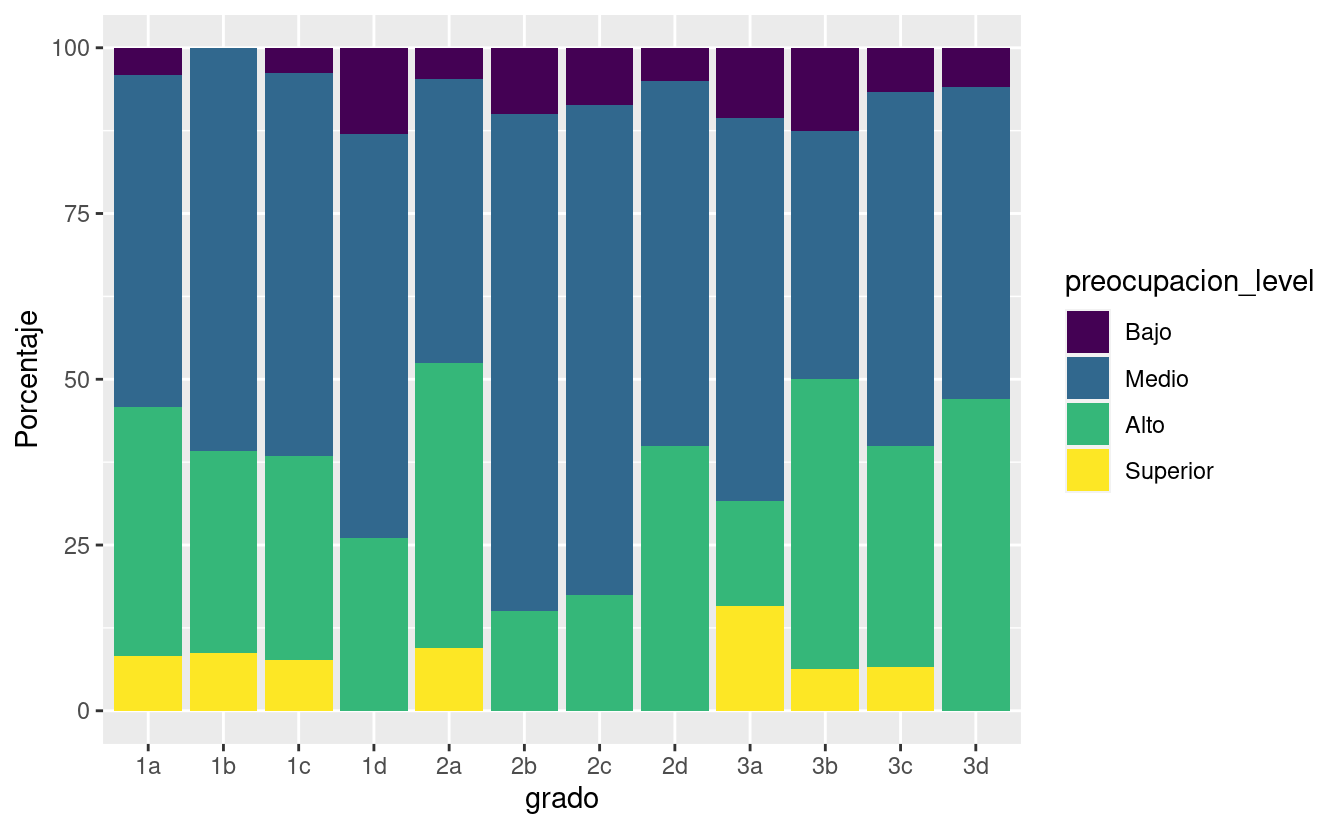 100
75
50
25
0
Porcentaje
1a 1b 1c 1d 2a 2b 2c 2d 3a 3b 3c 3d
grado
preocupacion_level
Bajo
Medio
Alto
Superior